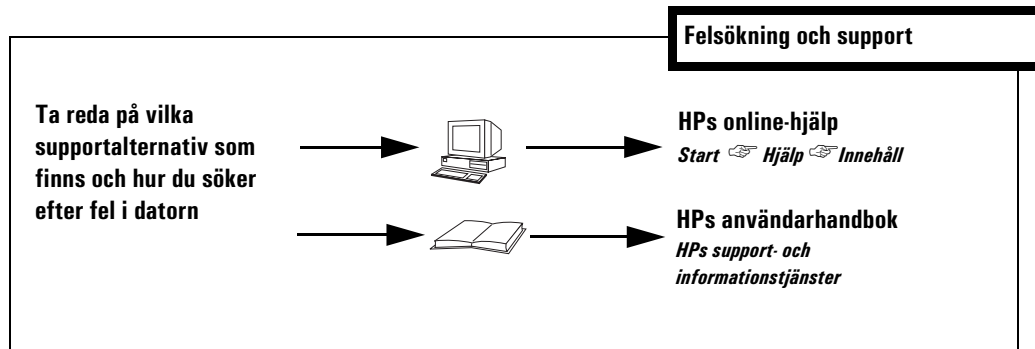 Felsökning och support
Ta reda på vilka
supportalternativ som
finns och hur du söker
efter fel i datorn
HPs online-hjälp
Start ☞ Hjälp ☞ Innehåll
HPs användarhandbok
HPs support- och
informationstjänster